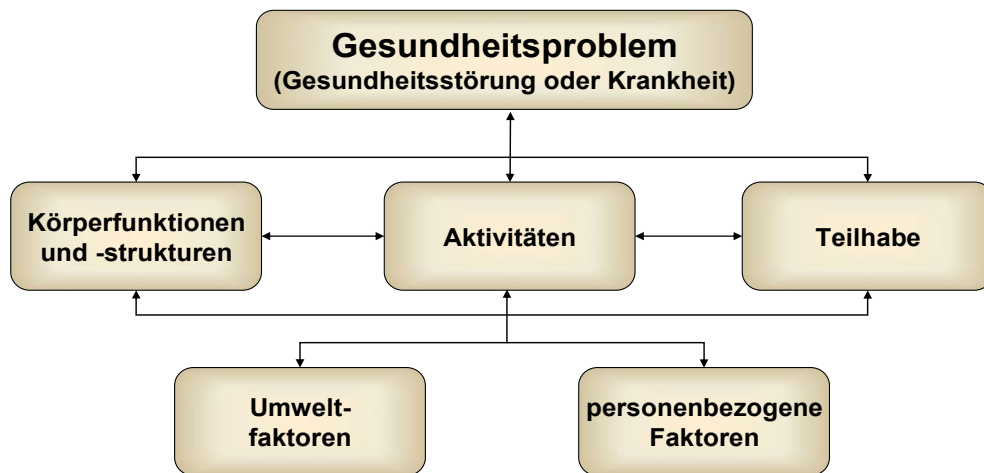 Gesundheitsproblem
(Gesundheitsstörung oder Krankheit)
Körperfunktionen
und -strukturen
Aktivitäten
Teilhabe
Umwelt-
faktoren
personenbezogene
Faktoren